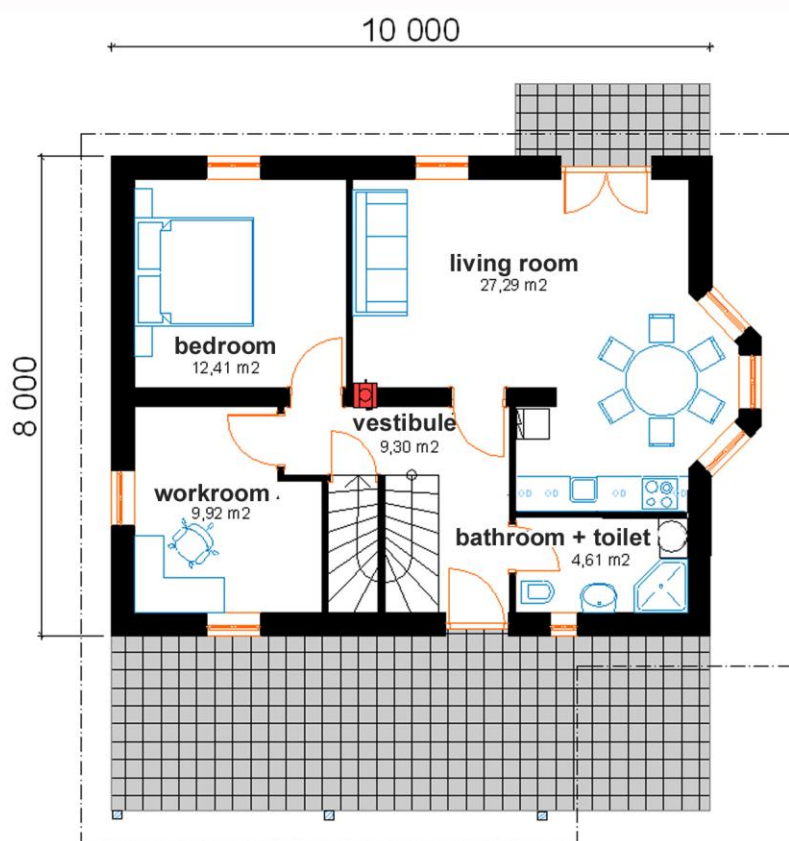 10 000
8 000
living room
27,29 m2
bedroom
12,41 m2
vestibule
9,30 m2
workroom
9,92 m2
bathroom + toilet
4,61 m2